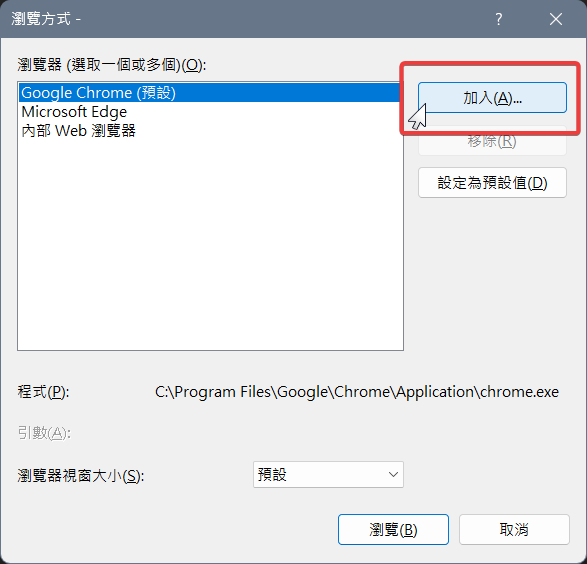 瀏覽方式 -
瀏覽器 (選取一個或多個)(O):
Google Chrome (預設)
Microsoft Edge
內部 Web 瀏覽器
加入(A)...
移除(R)
設定為預設值(D)
程式(P):
C:\Program Files\Google\Chrome\Application\chrome.exe
引數(A):
瀏覽器視窗大小(S):
預設
瀏覽(B)
取消